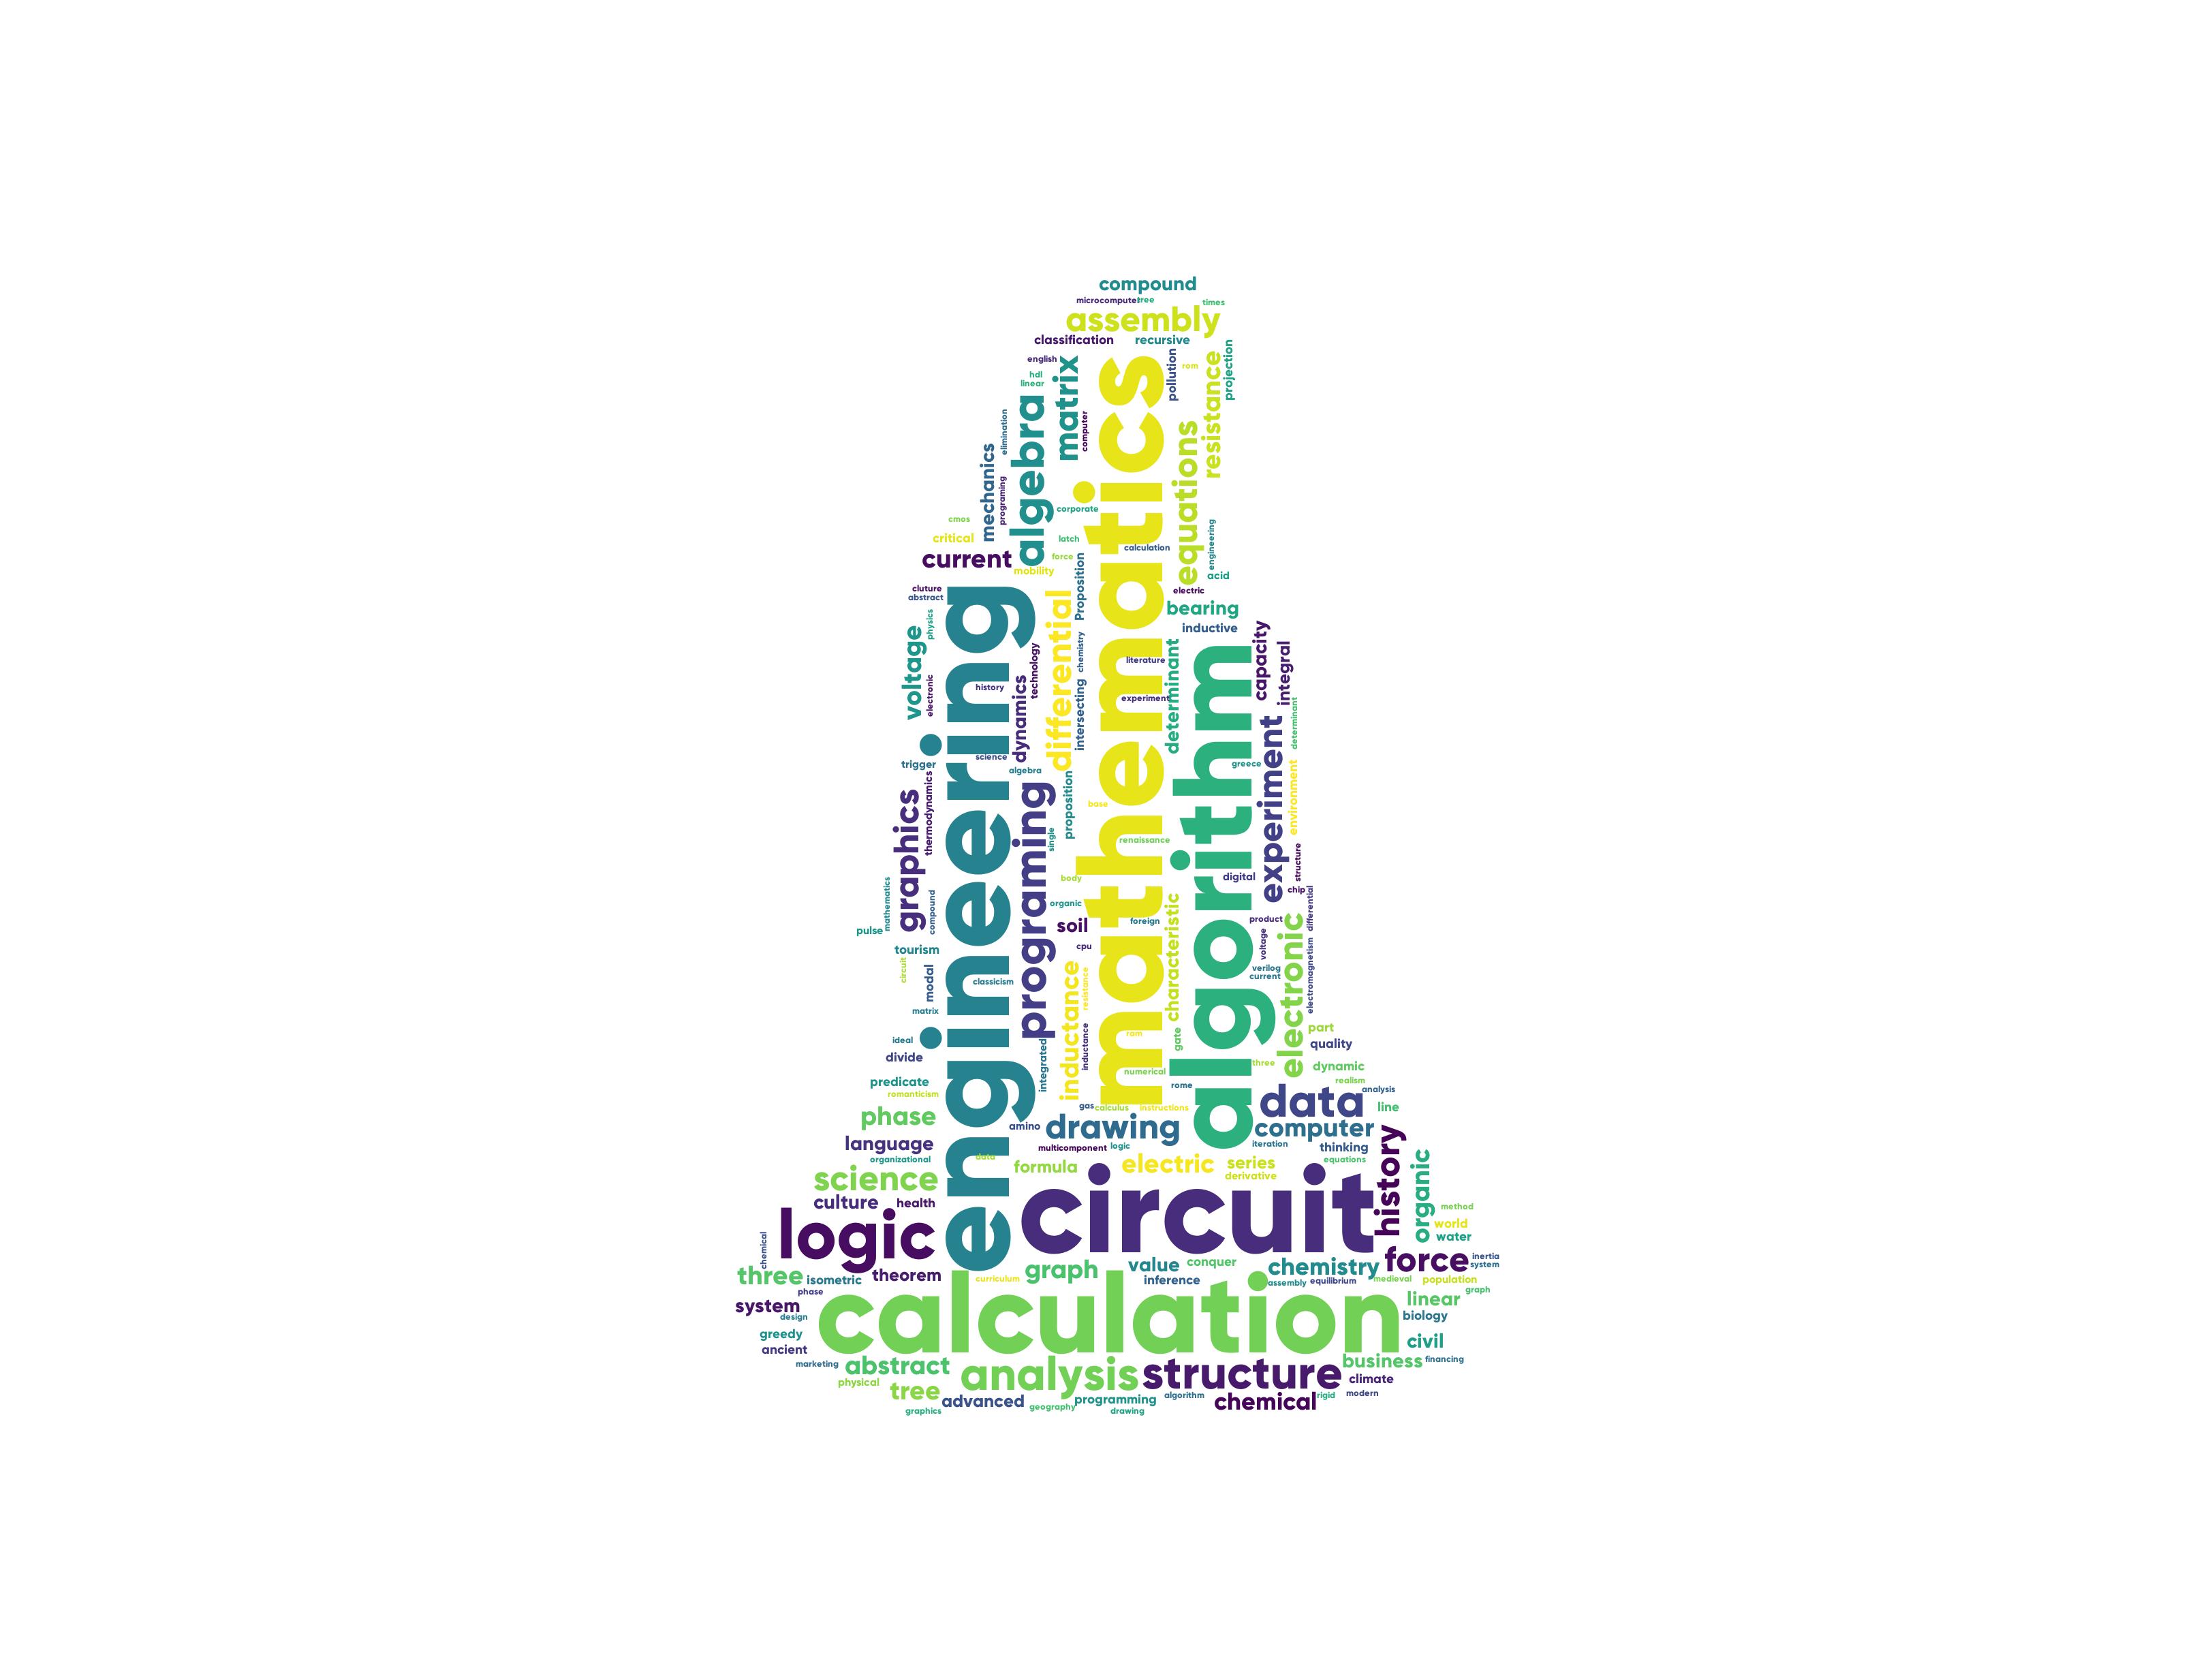 compound
microcomputer
tree
times
assembly
classification
recursive
english
matrix
mathematics
pollution
rom
resistance
projection
hdl
linear
algebra
computer
elimination
mechanics
programing
equations
cmos
corporate
critical
latch
calculation
engineering
current
force
mobility
Proposition
acid
cluture
abstract
electric
engineering
differential
bearing
physics
voltage
inductive
chemistry
literature
determinant
algorithm
capacity
integral
technology
dynamics
electronic
history
intersecting
experiment
determinant
trigger
science
algebra
greece
experiment
environment
thermodynamics
graphics
programing
proposition
bose
single
renaissance
structure
body
digital
chip
mathematics
compound
organic
characteristic
differential
pulse
soil
foreign
product
electronic
tourism
cpu
voltage
circuit
modal
classicism
inductance
resistance
verilog
current
electromagnetism
matrix
ideal
integrated
inductance
ram
gate
part
quality
divide
predicate
numerical
three
dynamic
romanticism
rome
realism
analysis
phase
gas
calculus
instructions
data
line
amino
drawing
computer
language
multicomponent
logic
iteration
thinking
history
organizational
data
formula
electric
series
equations
organic
science
derivative
culture
health
circuit
method
logic
world
water
chemical
force
inertia
system
three
isometric
theorem
curriculum
graph
value
conquer
inference
chemistry
assembly
equilibrium
medieval
population
phase
graph
system
design
calculation
linear
biology
greedy
civil
ancient
marketing
abstract
analysis
structure
business
financing
physical
tree
climate
advanced
programming
algorithm
chemical
rigid
modern
graphics
geography
drawing